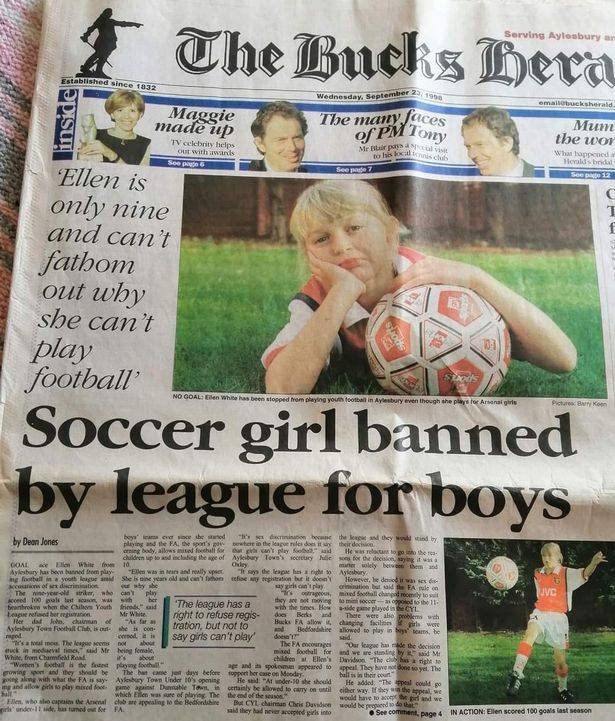 Serving Aylesbury an
The Bucks Hera
Established since 1832
Wednesday, September 23, 1998
email@bucksherald.
inside
Maggie
made up
TV celebrity helps
out with awards
See page 6
The many faces
of PM Tony
Mr Blair pays a special visit
to his local tennis club
See page 7
Mum
the wor
What happened
Herald's bridal
See page 12
'Ellen is
only nine
and can't
fathom
out why
she can't
play
football'
NO GOAL: Ellen White has been stopped from playing youth football in Aylesbury even though she plays for Arsenal girls
Pictures: Barry Keen
Soccer girl banned
by league for boys
by Dean Jones
GOAL ace Ellen White from
Aylesbury has been banned from play-
ing football in a youth league amid
accusations of sex discrimination.
The nine-year-old striker, who
scored 100 goals last season, was
heartbroken when the Chiltern Youth
League refused her registration.
Her dad John, chairman of
Aylesbury Town Football Club, is out-
raged.
"It's a total mess. The league seems
stuck in mediaeval times," said Mr
White, from Charmfield Road.
"Women's football is the fastest
growing sport and they should be
going along with what the FA is say-
ing and allow girls to play mixed foot-
Ellen, who also captains the Arsenal
girls' under-11 side, has turned out for
boys' teams ever since she started
playing and the FA, the sport's gov-
erning body, allows mixed football for
children up to and including the age of
10.
"Ellen was in tears and really upset.
She is nine years old and can't fathom
out why she
can't play
with her
friends," said
Mr White.
"As far as
she is con-
cerned, it is
not about
being female,
it's about
playing football."
The ban came just days before
Aylesbury Town Under 10's opening
game against Dunstable Town, in
which Ellen was sure of playing. The
club are appealing to the Bedfordshire
FA.
'The league has a
right to refuse regis-
tration, but not to
say girls can't play'
"It's sex discrimination because
nowhere in the league rules does it say
that girls can't play football," said
Aylesbury Town's secretary Julie
Oxley.
"It says the league has a right to
refuse any registration but it doesn't
say girls can't play.
"It's outrageous,
they are not moving
with the times. How
does Berks and
Bucks FA allow it,
and Bedfordshire
doesn't?"
The FA encourages
mixed football for
children at Ellen's
age and its spokesman appeared to
support her case on Monday.
He said: "At under-10 she should
certainly be allowed to carry on until
the end of the season."
But CYL chairman Chris Davidson
said they had never accepted girls into
the league and they would stand by
their decision.
He was reluctant to go into the rea-
sons for the decision, saying it was a
matter solely between them and
Aylesbury.
However, he denied it was sex dis-
crimination but said the FA rule on
mixed football changed recently to suit
mini soccer — as opposed to the 11-
a-side game played in the CYL.
There were also problems with
changing facilities if girls were
allowed to play in boys' teams, he
said.
"Our league has made the decision
and we are standing by it," said Mr
Davidson. "The club has a right to
appeal. They have not done so yet. The
ball is in their court."
He added: "The appeal could go
either way. If they win the appeal, we
would have to accept the girl and we
would be prepared to do that."
● See comment, page 4
JVC
IN ACTION: Ellen scored 100 goals last season